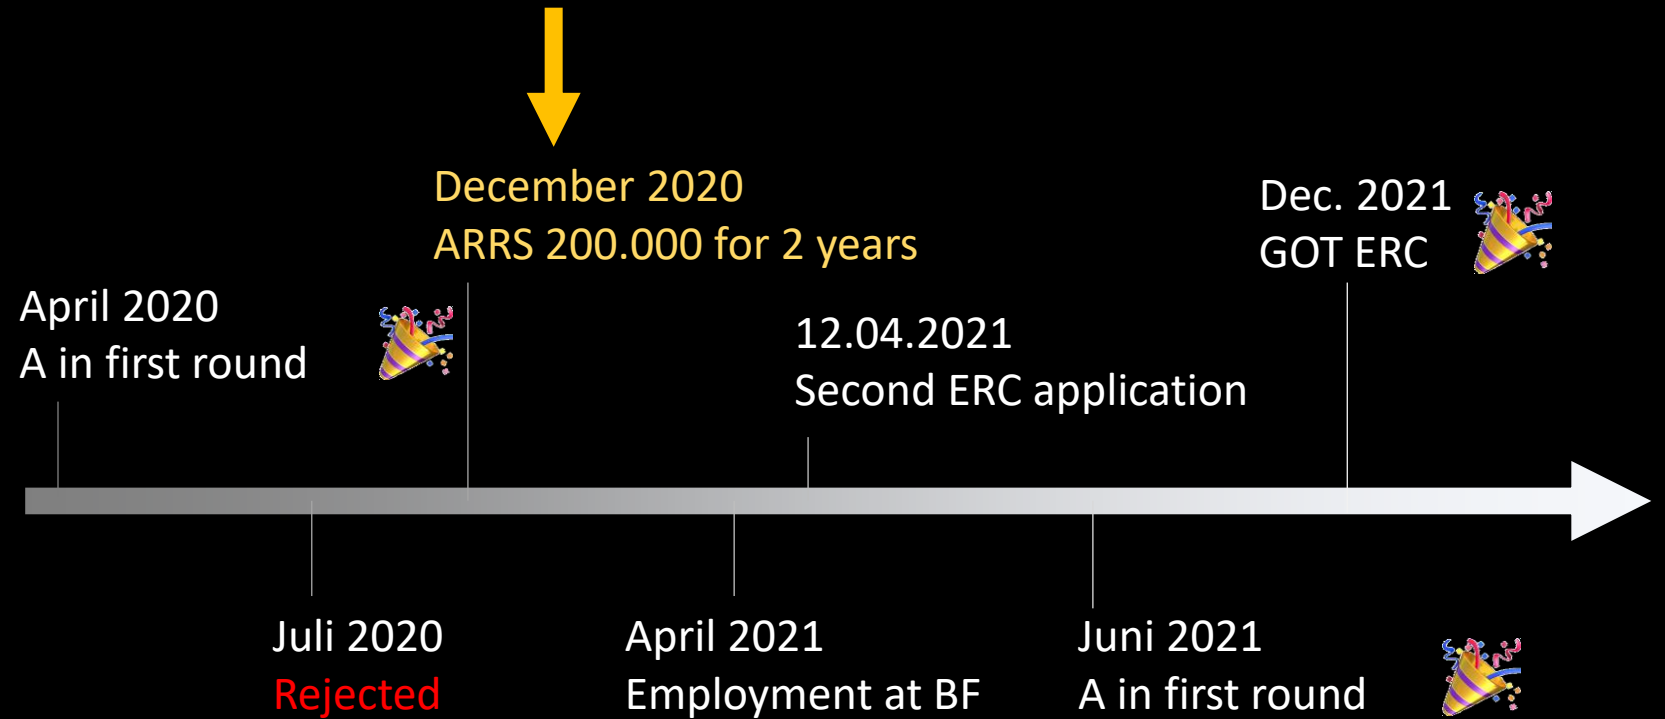 December 2020
ARRS 200.000 for 2 years
Dec. 2021
GOT ERC
April 2020
A in first round
12.04.2021
Second ERC application
Juli 2020
Rejected
April 2021
Employment at BF
Juni 2021
A in first round